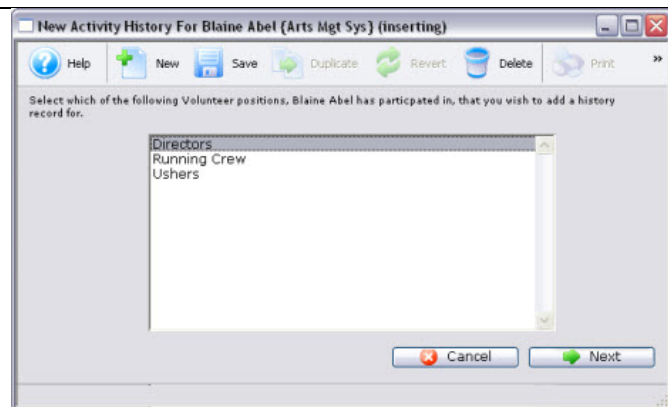 New Activity History For Blaine Abel {Arts Mgt Sys} (inserting)
Help New Save Duplicate Revert Delete Print »
Select which of the following Volunteer positions, Blaine Abel has particpated in, that you wish to add a history
record for.
Directors
Running Crew
Ushers
Cancel Next